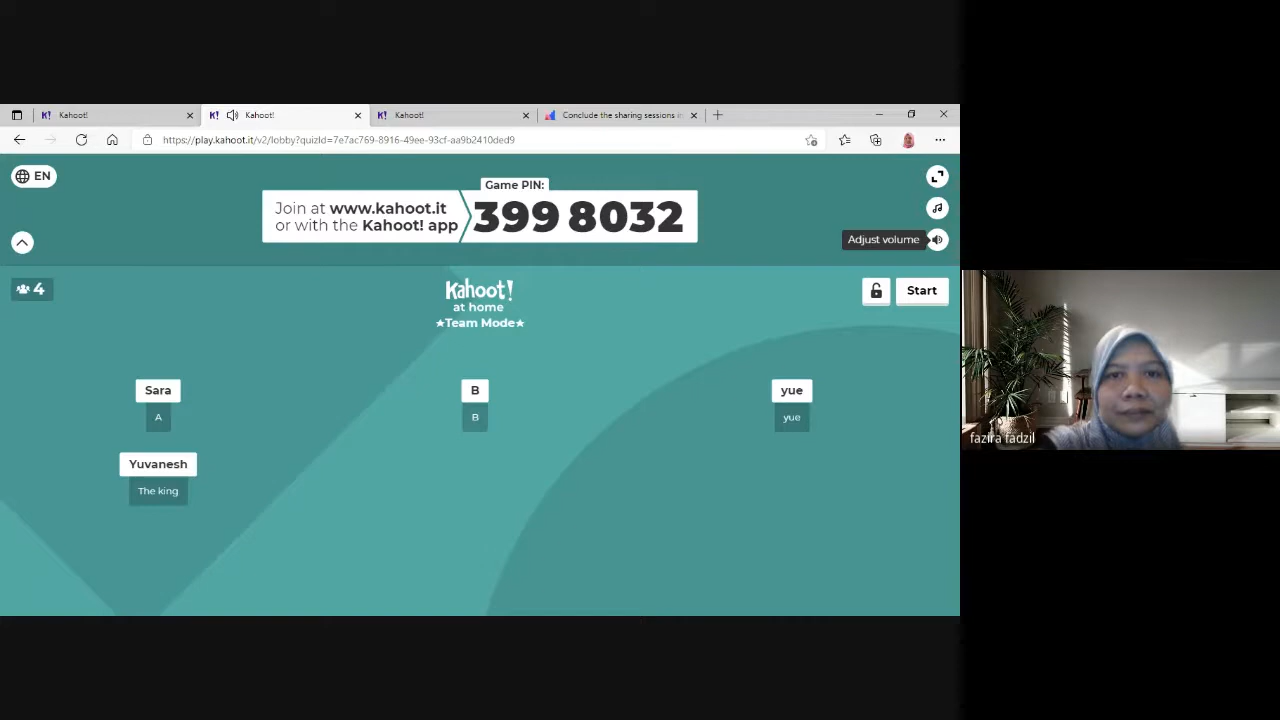 Kahoot!
Kahoot!
Kahoot!
Conclude the sharing sessions i
https://play.kahoot.it/v2/lobby?quizId=7e7ac769-8916-49ee-93cf-aa9b2410ded9
EN
Game PIN:
Join at www.kahoot.it
or with the Kahoot! app
399 8032
Adjust volume
4
Kahoot!
at home
★Team Mode★
Start
Sara
A
B
B
yue
yue
Yuvanesh
The king
fazira fadzil